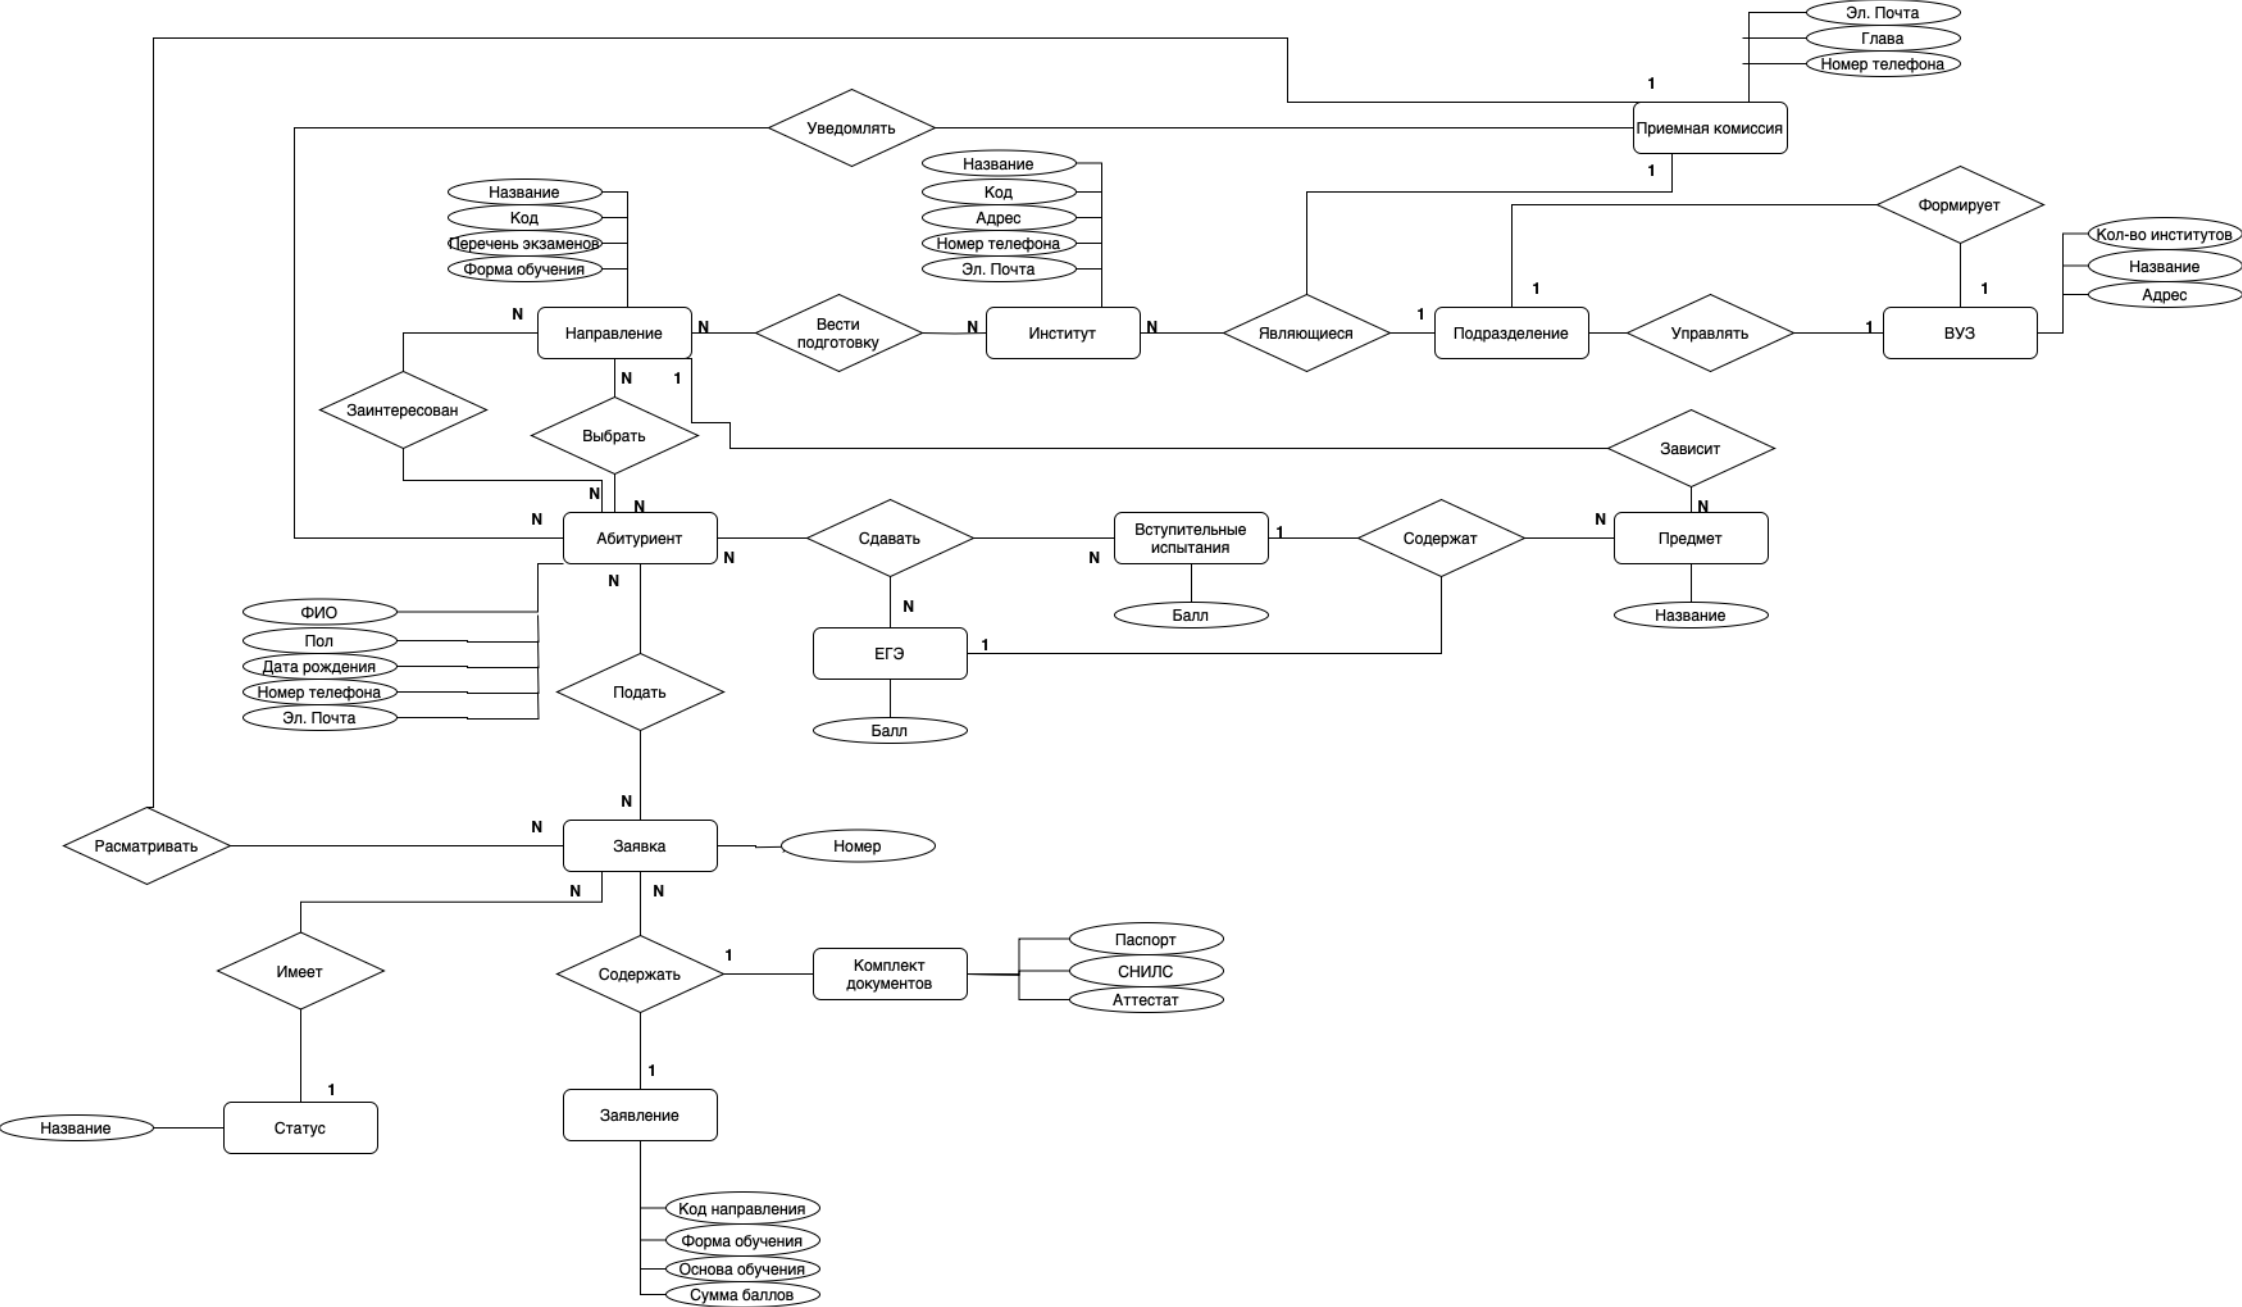 Эл. Почта
Глава
Номер телефона
1
Приемная комиссия
Уведомлять
1
Название
Код
Адрес
Номер телефона
Эл. Почта
Название
Код
Перечень экзаменов
Форма обучения
Формирует
Кол-во институтов
Название
Адрес
1
1
N
Направление
N
Вести
подготовку
N
Институт
N
Являющиеся
1
Подразделение
Управлять
1
ВУЗ
N
1
Заинтересован
Выбрать
Зависит
N
N
N
N
Абитуриент
N
Сдавать
N
Вступительные
испытания
1
Содержат
N
N
Предмет
Балл
Название
N
N
ЕГЭ
1
Балл
ФИО
Пол
Дата рождения
Номер телефона
Эл. Почта
Подать
N
N
Расматривать
Заявка
Номер
N
N
Имеет
Содержать
1
Комплект
документов
Паспорт
СНИЛС
Аттестат
1
1
Название
Статус
Заявление
Код направления
Форма обучения
Основа обучения
Сумма баллов